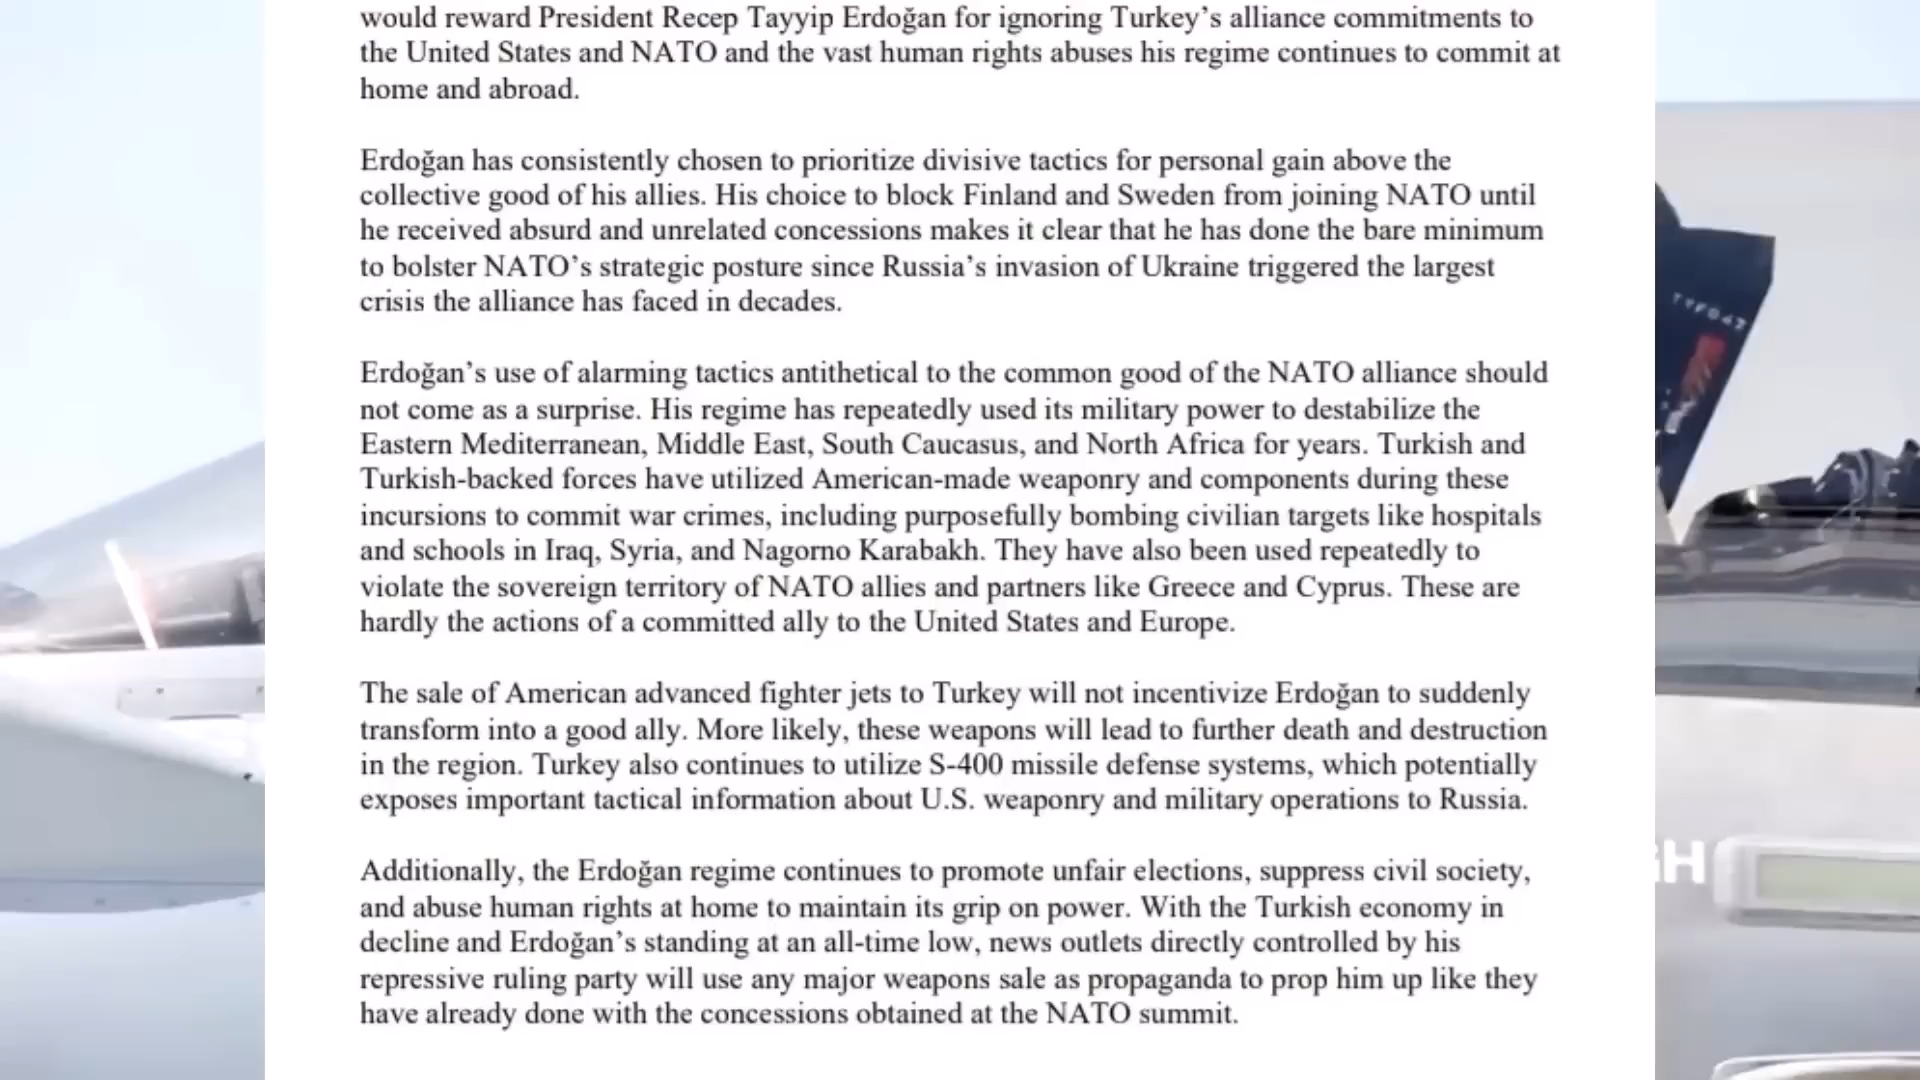 would reward President Recep Tayyip Erdoğan for ignoring Turkey’s alliance commitments to
the United States and NATO and the vast human rights abuses his regime continues to commit at
home and abroad.
Erdoğan has consistently chosen to prioritize divisive tactics for personal gain above the
collective good of his allies. His choice to block Finland and Sweden from joining NATO until
he received absurd and unrelated concessions makes it clear that he has done the bare minimum
to bolster NATO’s strategic posture since Russia’s invasion of Ukraine triggered the largest
crisis the alliance has faced in decades.
Erdoğan’s use of alarming tactics antithetical to the common good of the NATO alliance should
not come as a surprise. His regime has repeatedly used its military power to destabilize the
Eastern Mediterranean, Middle East, South Caucasus, and North Africa for years. Turkish and
Turkish-backed forces have utilized American-made weaponry and components during these
incursions to commit war crimes, including purposefully bombing civilian targets like hospitals
and schools in Iraq, Syria, and Nagorno Karabakh. They have also been used repeatedly to
violate the sovereign territory of NATO allies and partners like Greece and Cyprus. These are
hardly the actions of a committed ally to the United States and Europe.
The sale of American advanced fighter jets to Turkey will not incentivize Erdoğan to suddenly
transform into a good ally. More likely, these weapons will lead to further death and destruction
in the region. Turkey also continues to utilize S-400 missile defense systems, which potentially
exposes important tactical information about U.S. weaponry and military operations to Russia.
Additionally, the Erdoğan regime continues to promote unfair elections, suppress civil society,
and abuse human rights at home to maintain its grip on power. With the Turkish economy in
decline and Erdoğan’s standing at an all-time low, news outlets directly controlled by his
repressive ruling party will use any major weapons sale as propaganda to prop him up like they
have already done with the concessions obtained at the NATO summit.